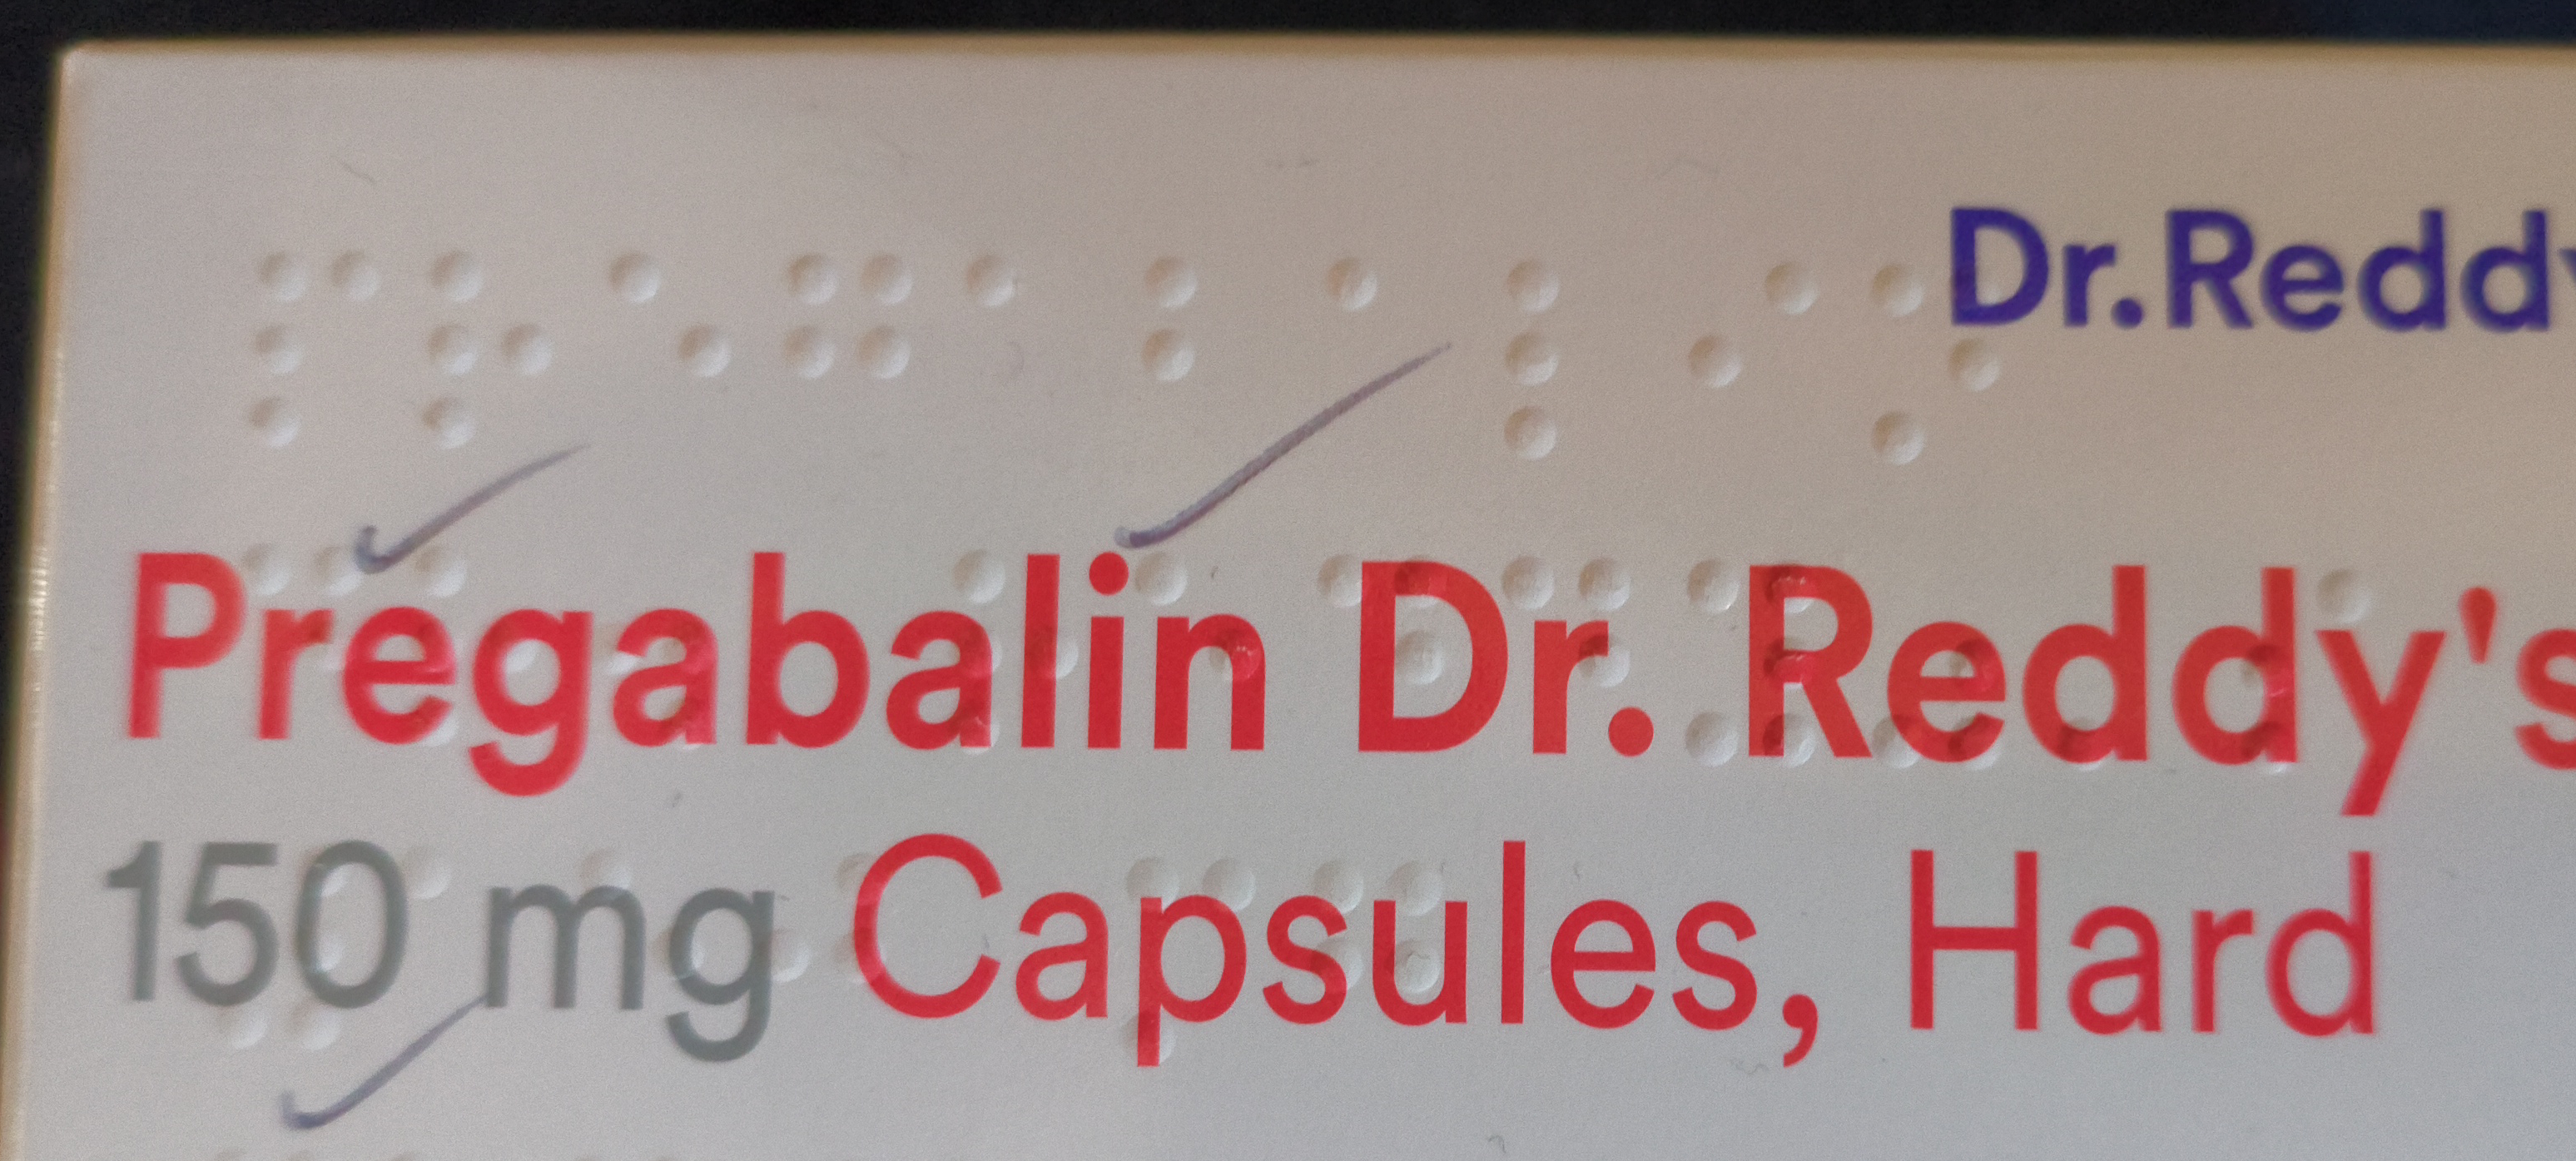 ⠏⠗⠑⠛⠁⠃⠁⠇⠊⠝
Dr.Reddy
Pregabalin Dr. Reddy's
150 mg Capsules, Hard